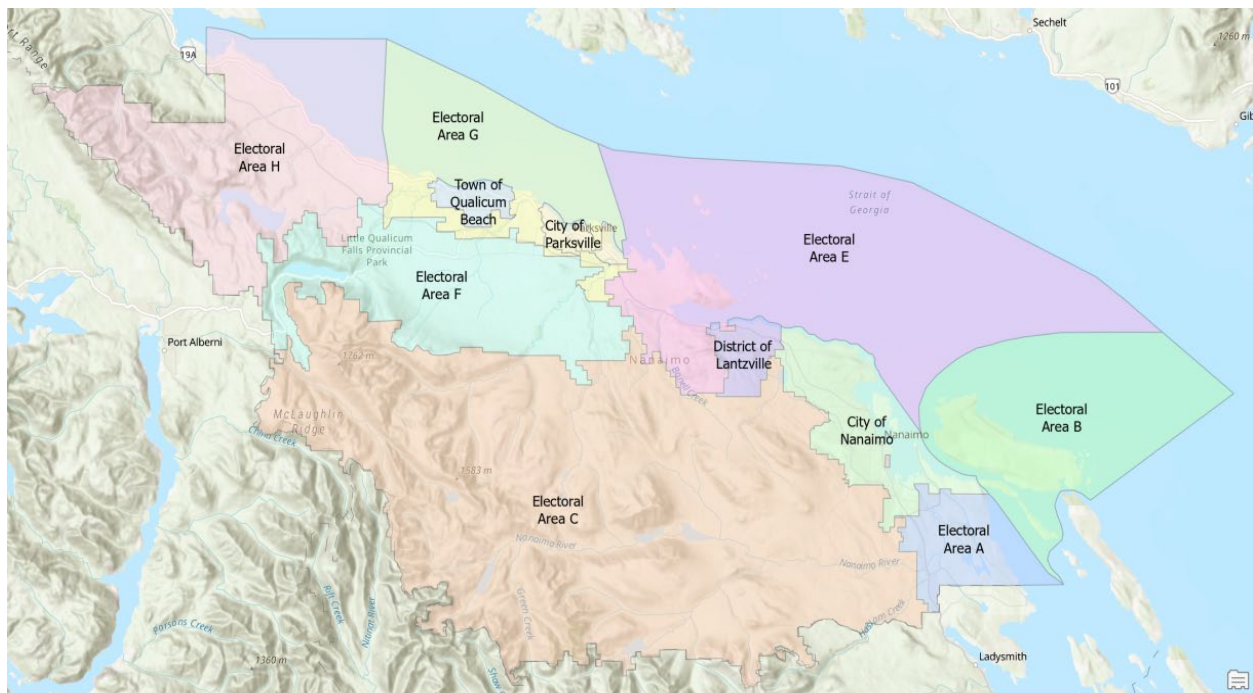 Sechelt
1260 m
ort Range
19A
101
Gib
Electoral
Area G
Electoral
Area H
Town of
Qualicum
Beach
Strait of
Georgia
City of
Parksville
Parksville
Little Qualicum
Falls Provincial
Park
Electoral
Area E
Electoral
Area F
Port Alberni
District of
Lantzville
1762 m
Nanaimo
McLaughlin
Ridge
China Creek
Electoral
Area B
City of
Nanaimo
Nanaimo
1583 m
Electoral
Area C
Electoral
Area A
Nanaimo River
Nanaimo River
Rift Creek
Nitinat River
Green Creek
Parsons Creek
Haslam Creek
1360 m
Shaw
Ladysmith